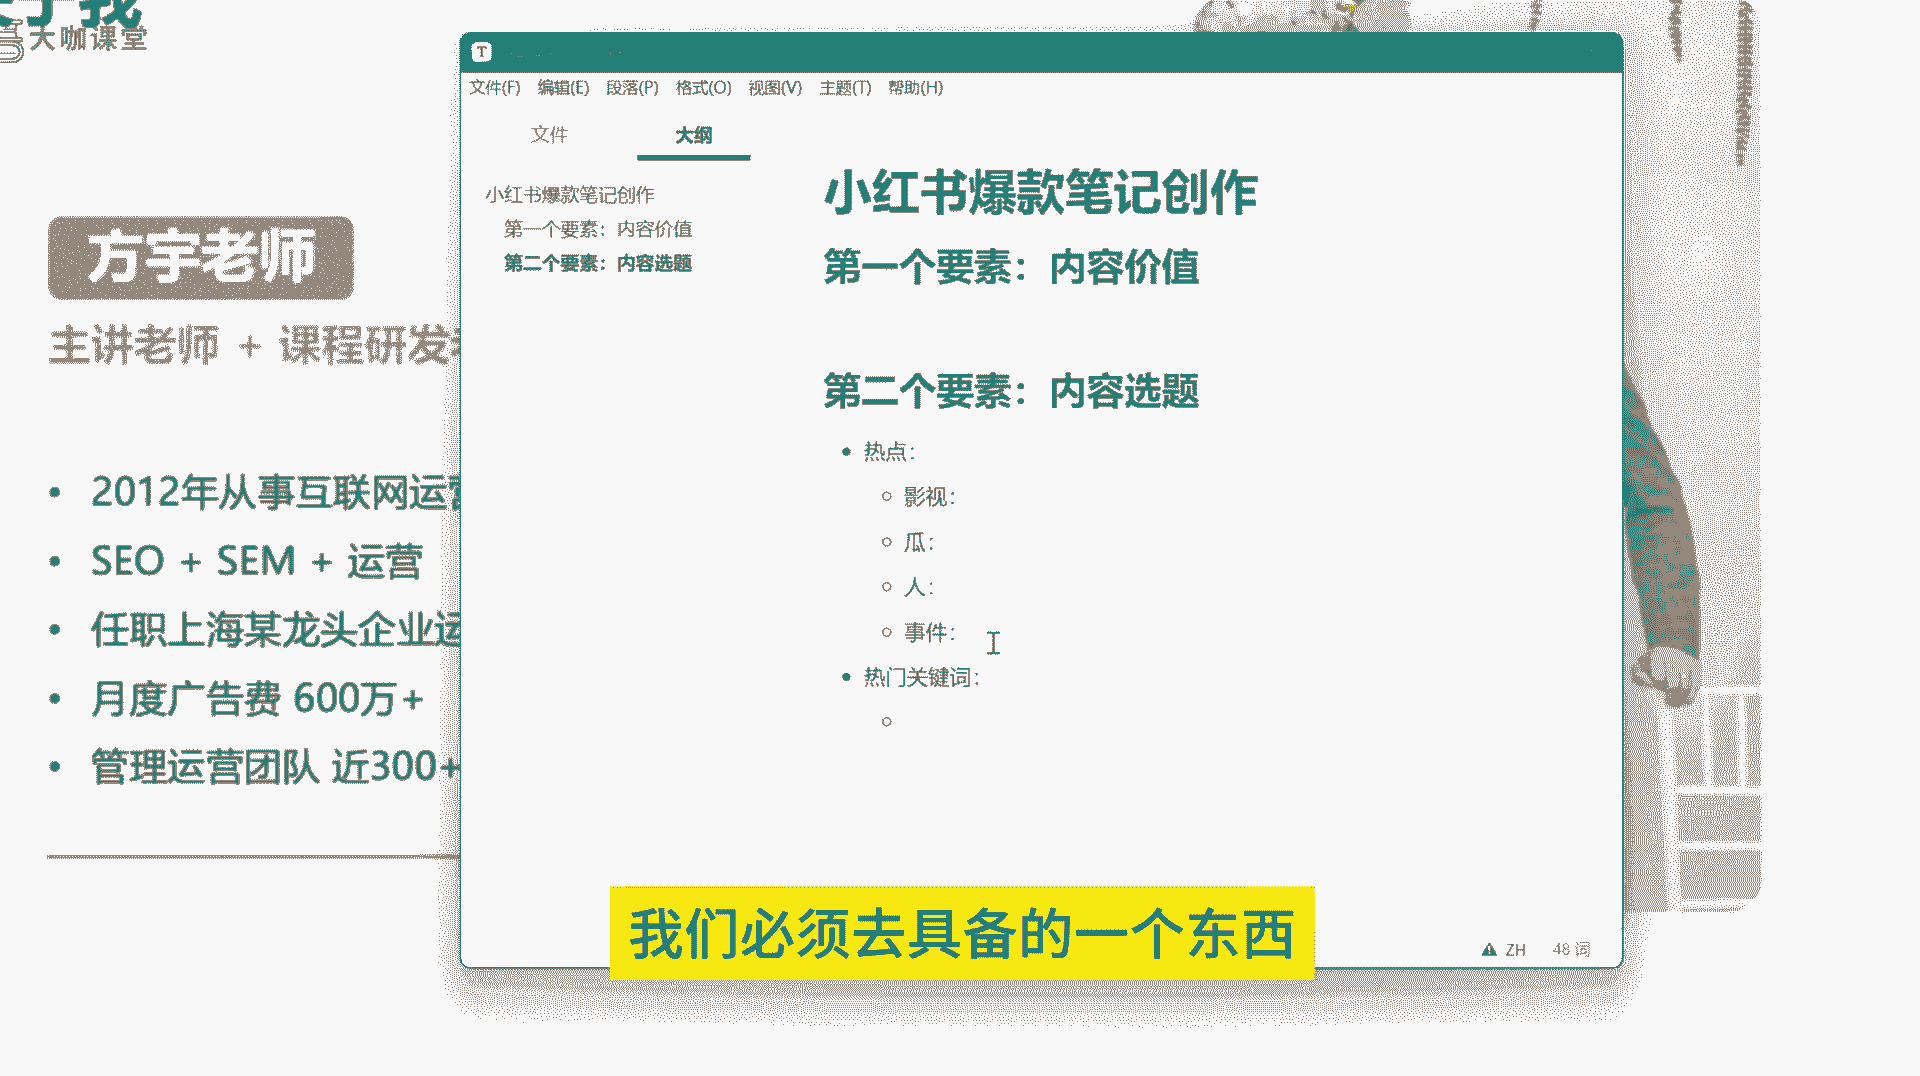 关于我
大咖课堂
方宇老师
主讲老师 + 课程研发
2012年从事互联网运营
SEO + SEM + 运营
任职上海某龙头企业运
月度广告费 600万+
管理运营团队 近300+
T
文件(F) 编辑(E) 段落(P) 格式(O) 视图(V) 主题(T) 帮助(H)
文件 大纲
小红书爆款笔记创作
第一个要素：内容价值
第二个要素：内容选题
小红书爆款笔记创作
第一个要素：内容价值
第二个要素：内容选题
热点：
影视：
瓜：
人：
事件：
热门关键词：
我们必须去具备的一个东西
ZH 48 词